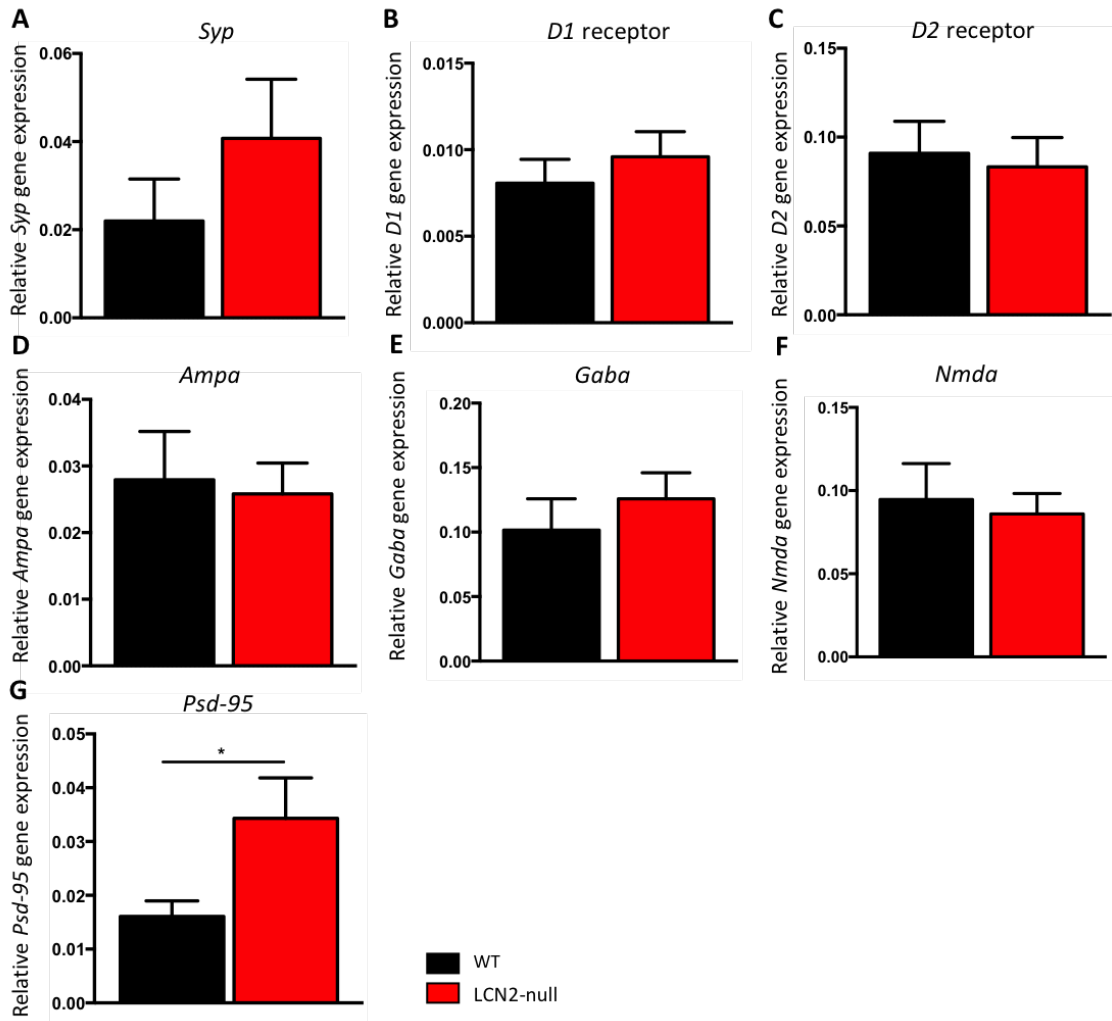 A
Syp
Relative Syp gene expression
0.06
0.04
0.02
0.00
B
D1 receptor
Relative D1 gene expression
0.015
0.010
0.005
0.000
C
D2 receptor
Relative D2 gene expression
0.15
0.10
0.05
0.00
D
Ampa
Relative Ampa gene expression
0.04
0.03
0.02
0.01
0.00
E
Gaba
Relative Gaba gene expression
0.20
0.15
0.10
0.05
0.00
F
Nmda
Relative Nmda gene expression
0.15
0.10
0.05
0.00
G
Psd-95
Relative Psd-95 gene expression
0.05
0.04
0.03
0.02
0.01
0.00
*
WT
LCN2-null